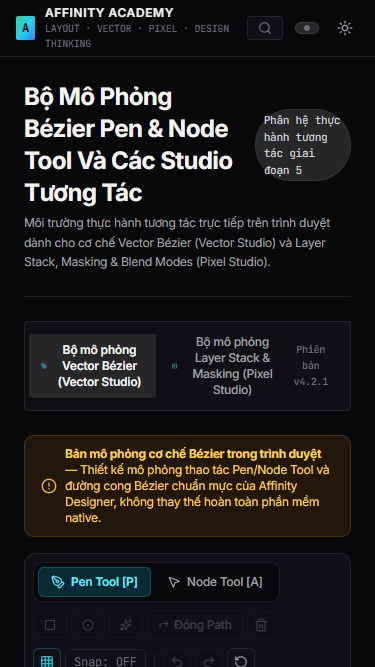 A
AFFINITY ACADEMY
LAYOUT · VECTOR · PIXEL · DESIGN
THINKING
Bộ Mô Phỏng
Bézier Pen & Node
Tool Và Các Studio
Tương Tác
Phân hệ thực
hành tương
tác giai
đoạn 5
Môi trường thực hành tương tác trực tiếp trên trình duyệt
dành cho cơ chế Vector Bézier (Vector Studio) và Layer
Stack, Masking & Blend Modes (Pixel Studio).
Bộ mô phỏng
Vector Bézier
(Vector Studio)
Bộ mô phỏng
Layer Stack &
Masking (Pixel
Studio)
Phiên
bản
v4.2.1
Bản mô phỏng cơ chế Bézier trong trình duyệt
— Thiết kế mô phỏng thao tác Pen/Node Tool và
đường cong Bézier chuẩn mực của Affinity
Designer, không thay thế hoàn toàn phần mềm
native.
Pen Tool [P]
Node Tool [A]
Đóng Path
Snap: OFF